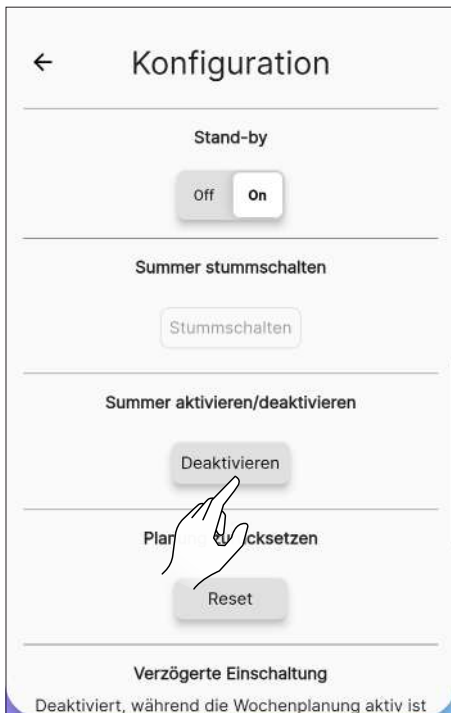 Konfiguration
Stand-by
Off On
Summer stummschalten
Stummschalten
Summer aktivieren/deaktivieren
Deaktivieren
cksetzen
Reset
Verzögerte Einschaltung
Deaktiviert, während die Wochenplanung aktiv ist